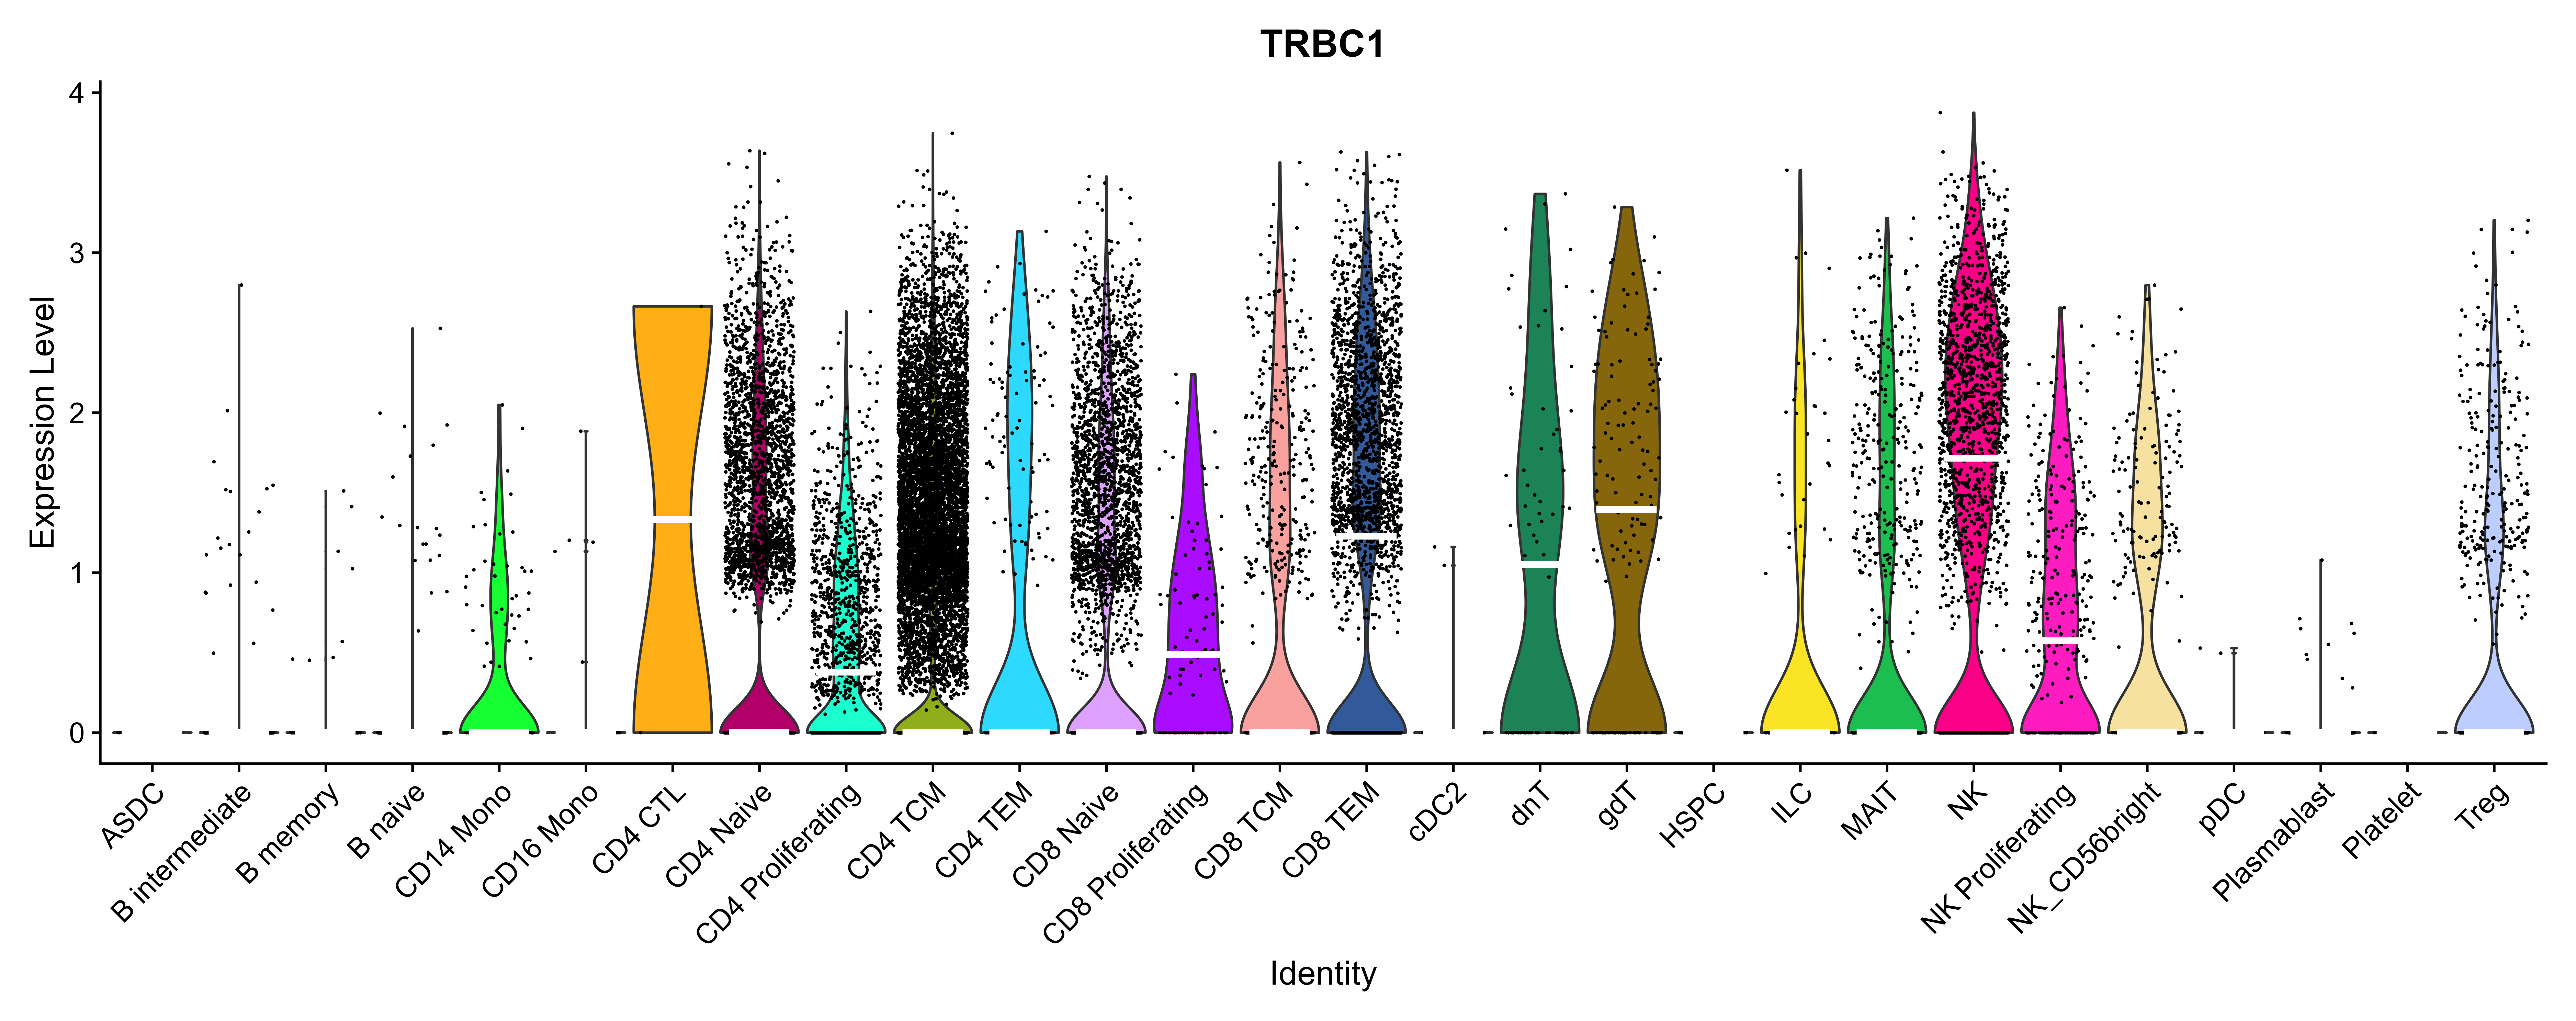 TRBC1
Expression Level
4
3
2
1
0
ASDC
B intermediate
B memory
B naive
CD14 Mono
CD16 Mono
CD4 CTL
CD4 Naive
CD4 Proliferating
CD4 TCM
CD4 TEM
CD8 Naive
CD8 Proliferating
CD8 TCM
CD8 TEM
cDC2
dnT
gdT
HSPC
ILC
MAIT
NK
NK Proliferating
NK_CD56bright
pDC
Plasmablast
Platelet
Treg
Identity